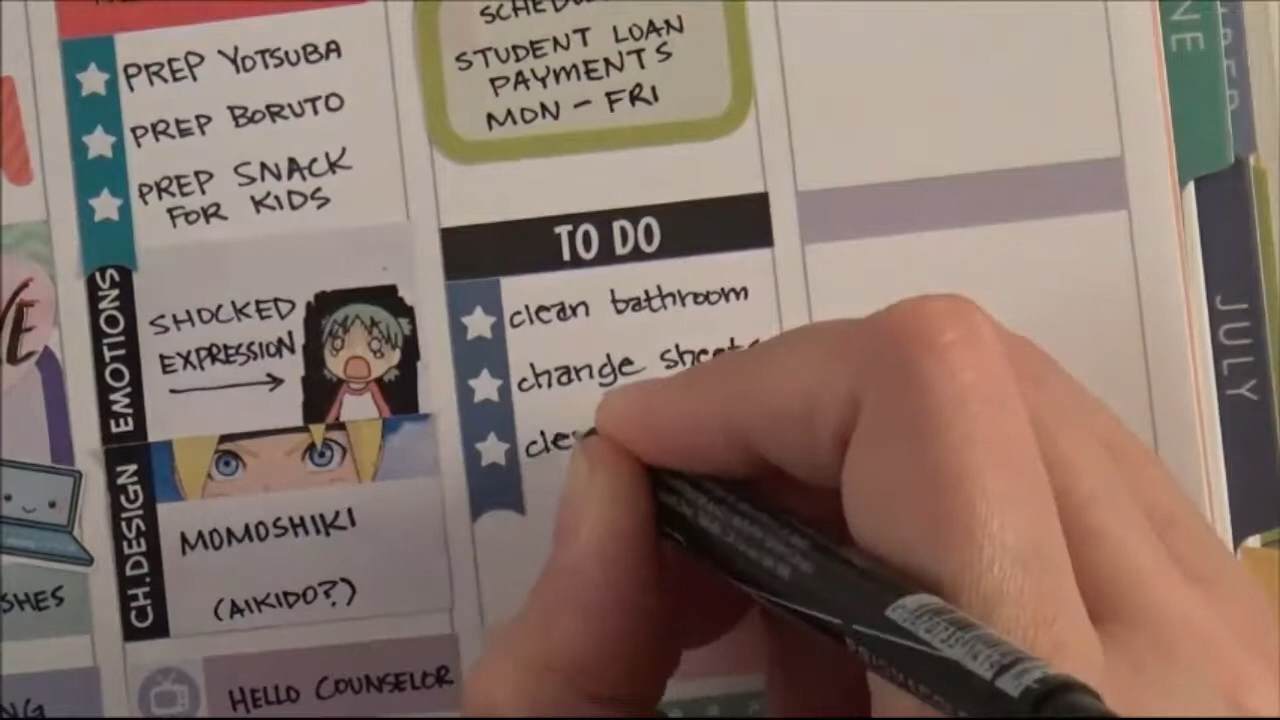 PREP YOTSUBA
PREP BORUTO
PREP SNACK
FOR KIDS
EMOTIONS
SHOCKED
EXPRESSION
CH.DESIGN
MOMOSHIKI
(AIKIDO?)
HELLO COUNSELOR
STUDENT LOAN
PAYMENTS
MON - FRI
TO DO
clean bathroom
change sheets
JULY